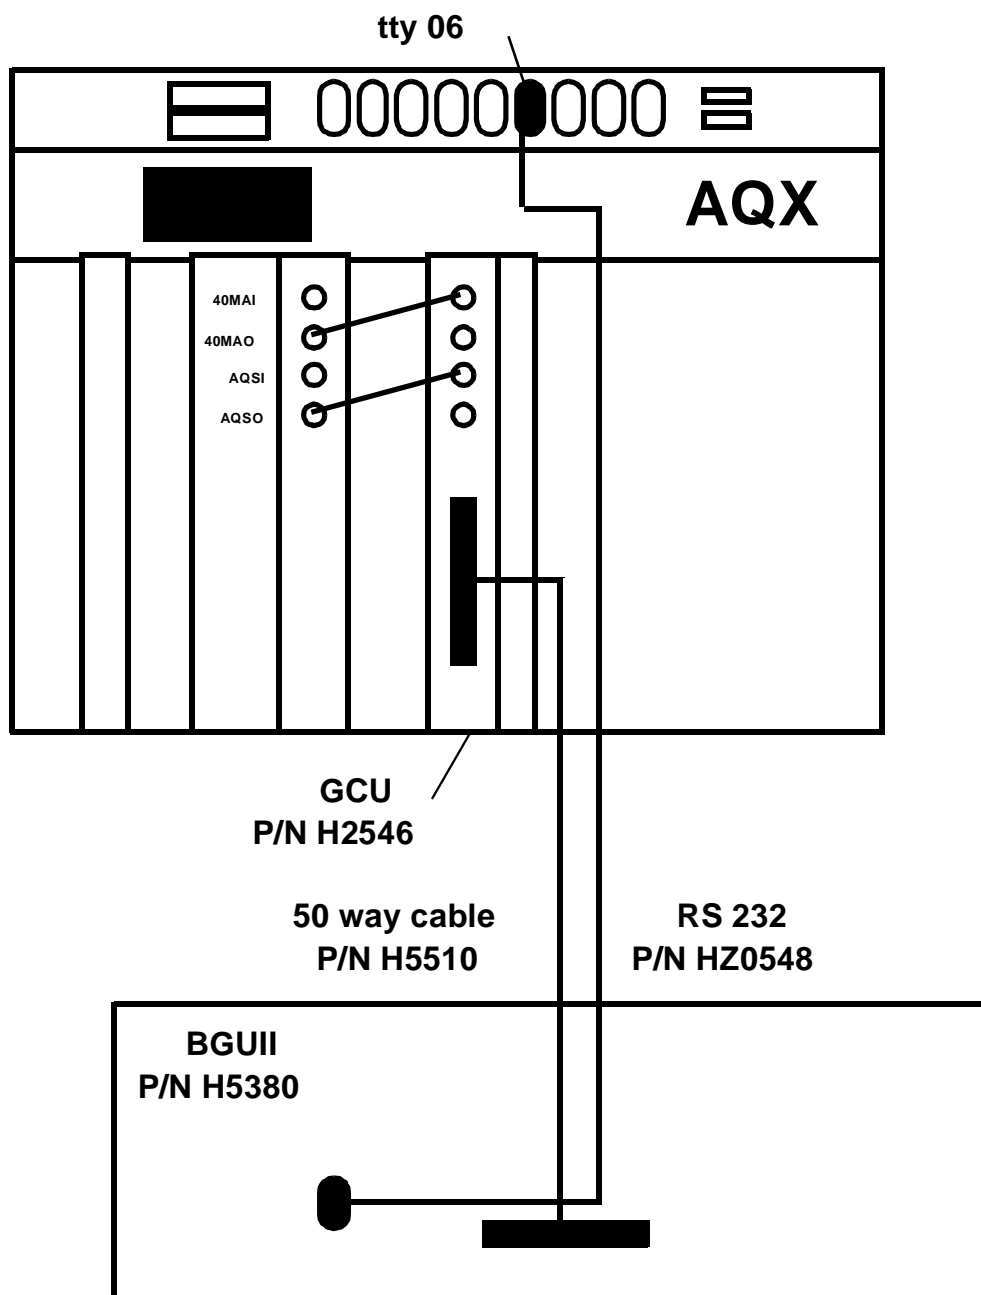 tty 06
AQX
40MAI
40MAO
AQSI
AQSO
GCU
P/N H2546
50 way cable
P/N H5510
RS 232
P/N HZ0548
BGUII
P/N H5380